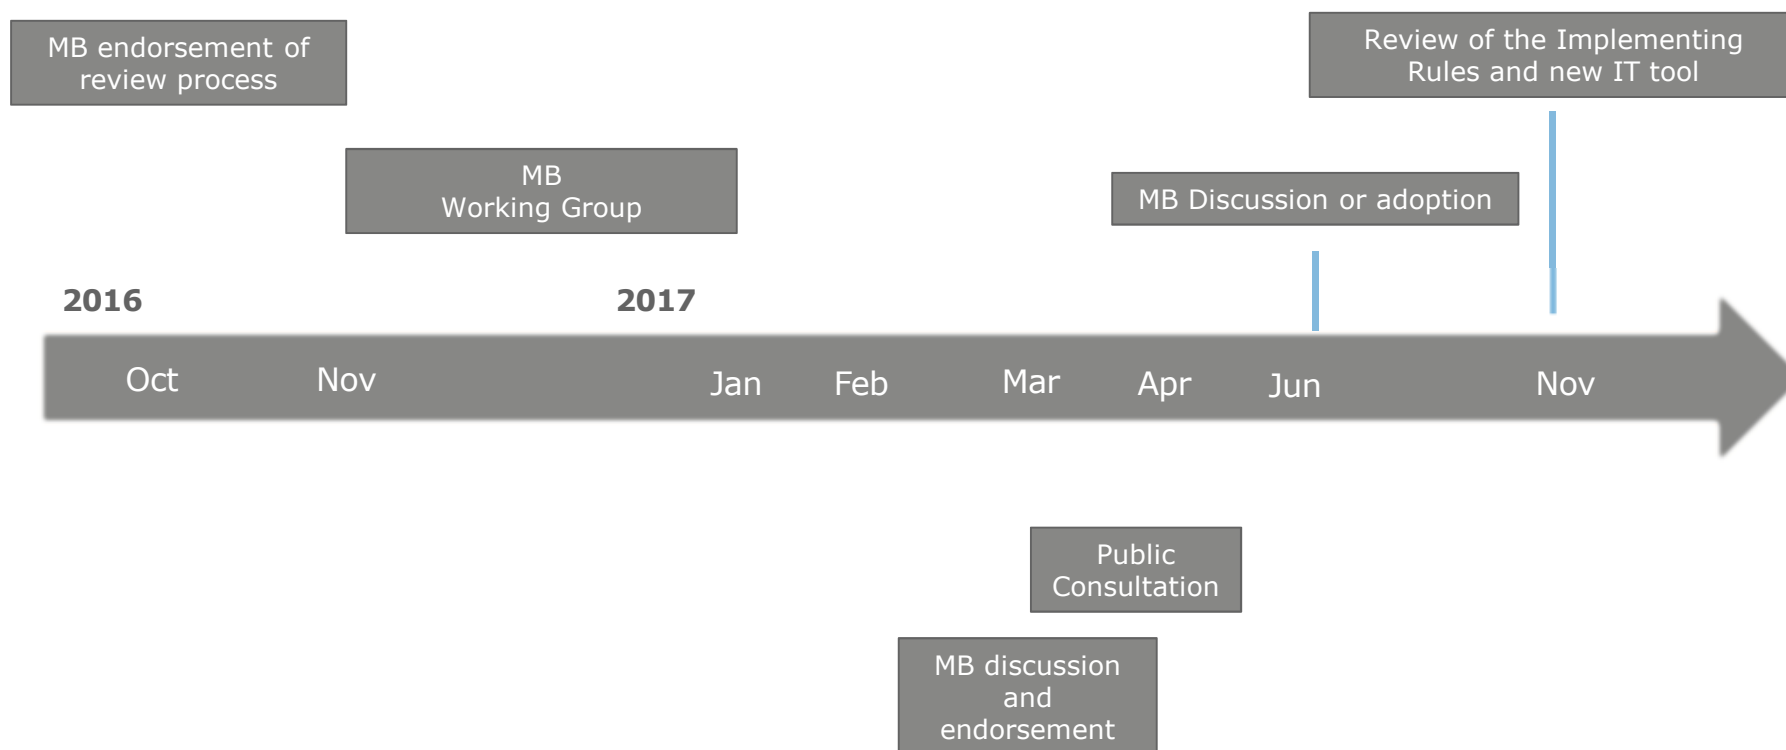 MB endorsement of
review process
Review of the Implementing
Rules and new IT tool
MB
Working Group
MB Discussion or adoption
2016
2017
Oct
Nov
Jan
Feb
Mar
Apr
Jun
Nov
Public
Consultation
MB discussion
and
endorsement